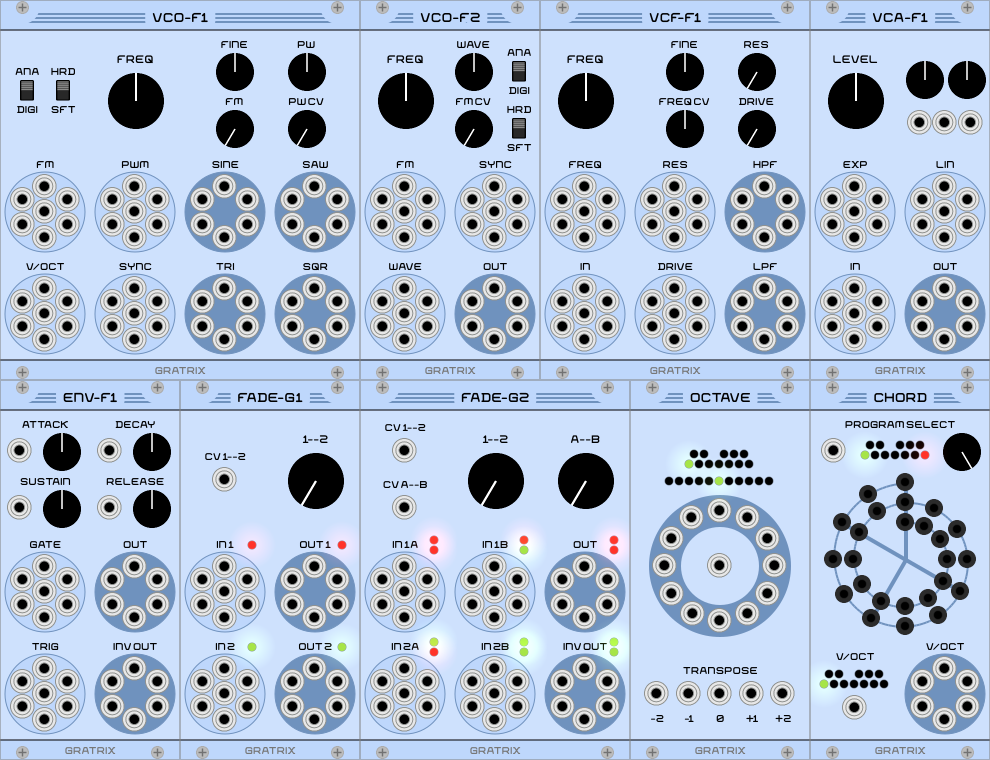 VCO-F1
FREQ
FINE
PW
ANA
HRD
DIGI
SFT
FM
PWCV
FM
PWM
SINE
SAW
V/OCT
SYNC
TRI
SQR
GRATRIX
VCO-F2
FREQ
WAVE
ANA
DIGI
FMCV
HRD
SFT
FM
SYNC
WAVE
OUT
GRATRIX
VCF-F1
FREQ
FINE
RES
FREQCV
DRIVE
FREQ
RES
HPF
IN
DRIVE
LPF
GRATRIX
VCA-F1
LEVEL
EXP
LIN
IN
OUT
GRATRIX
ENV-F1
ATTACK
DECAY
SUSTAIN
RELEASE
GATE
OUT
TRIG
INV OUT
GRATRIX
FADE-G1
1--2
CV1--2
IN1
OUT1
IN2
OUT2
GRATRIX
FADE-G2
CV1--2
1--2
A--B
CVA--B
IN1A
IN1B
OUT
IN2A
IN2B
INVOUT
GRATRIX
OCTAVE
TRANSPOSE
-2
-1
0
+1
+2
GRATRIX
CHORD
PROGRAM SELECT
V/OCT
V/OCT
GRATRIX